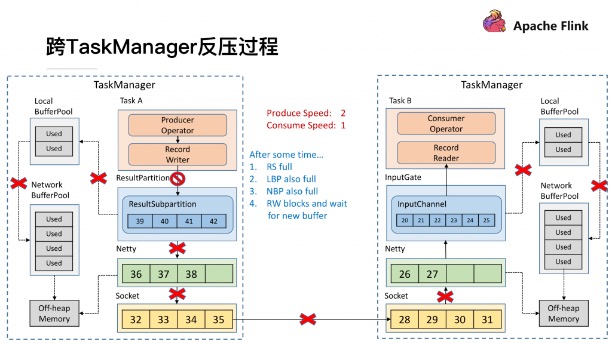 Apache Flink
跨TaskManager反压过程
TaskManager
Local
BufferPool
Used
Used
Used
Network
BufferPool
Used
Used
Used
Used
Off-heap
Memory
Task A
Producer
Operator
Record
Writer
ResultPartition
ResultSubpartition
39 40 41 42
Netty
36 37 38
Socket
32 33 34 35
Produce Speed: 2
Consume Speed: 1
After some time...
1. RS full
2. LBP also full
3. NBP also full
4. RW blocks and wait
for new buffer
TaskManager
Task B
Consumer
Operator
Record
Reader
InputGate
InputChannel
20 21 22 23 24 25
Netty
26 27
Socket
28 29 30 31
Local
BufferPool
Used
Used
Network
BufferPool
Used
Used
Used
Used
Off-heap
Memory